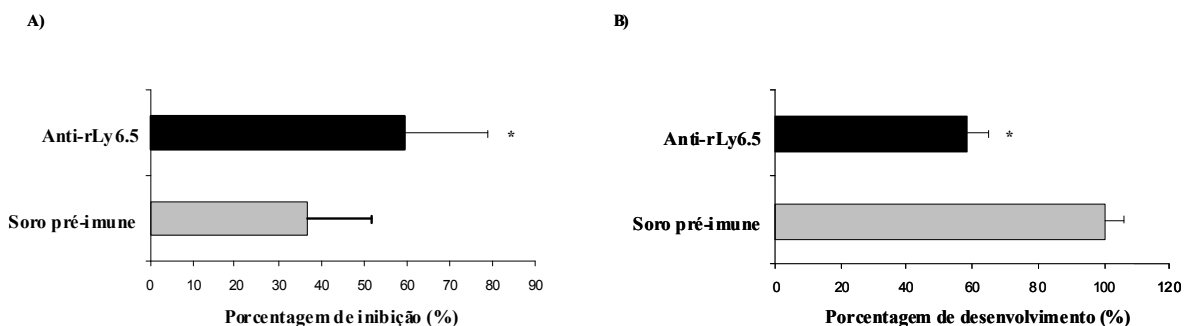 A)
Anti-rLy6.5
*
Soro pré-imune
0 10 20 30 40 50 60 70 80 90
Porcentagem de inibição (%)
B)
Anti-rLy6.5
*
Soro pré-imune
0 20 40 60 80 100 120
Porcentagem de desenvolvimento (%)